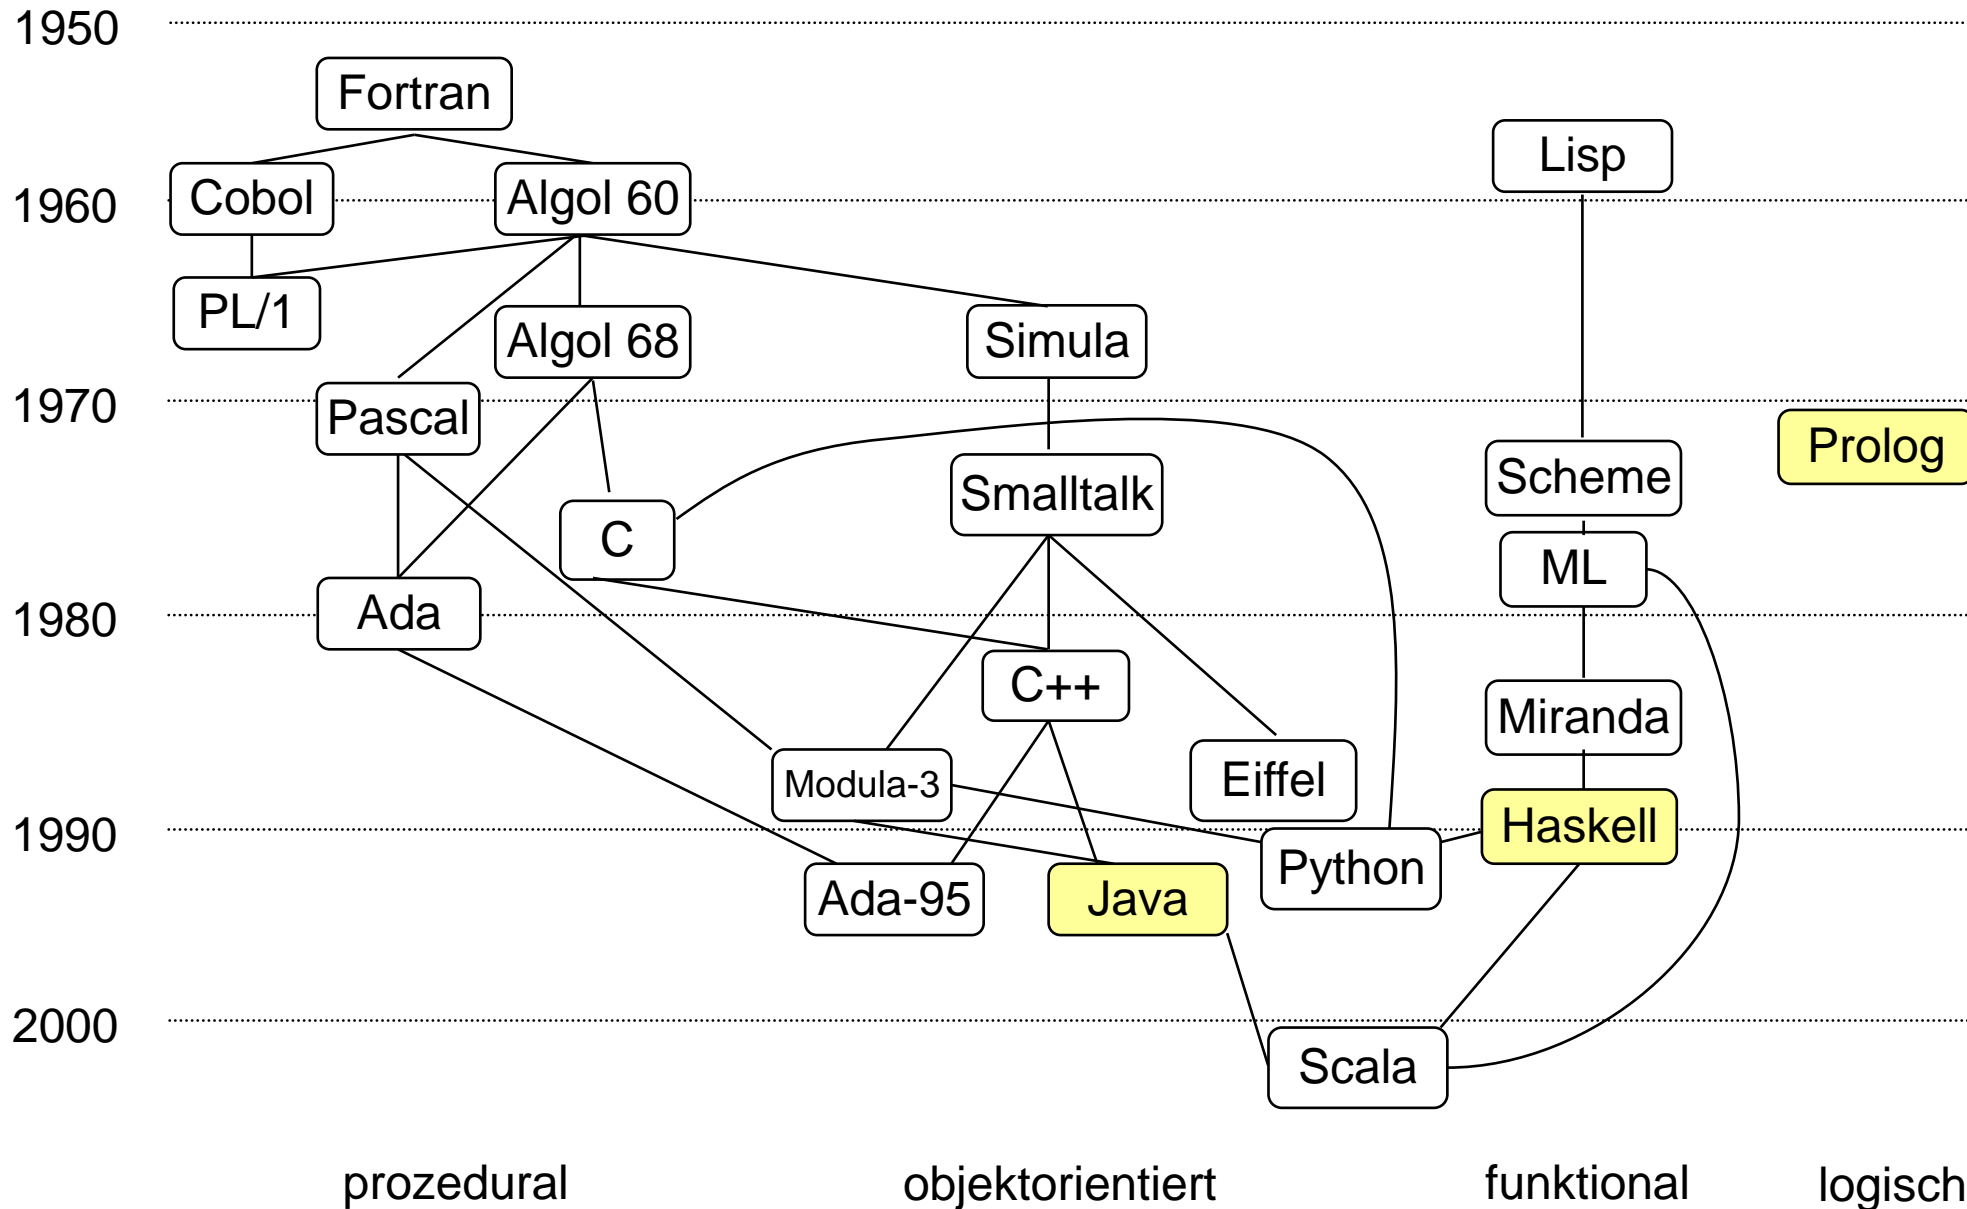 1950
Fortran
Lisp
Cobol
Algol 60
1960
PL/1
Algol 68
Simula
1970
Pascal
Prolog
Smalltalk
Scheme
C
ML
Ada
1980
C++
Miranda
Modula-3
Eiffel
Haskell
1990
Python
Ada-95
Java
2000
Scala
prozedural
objektorientiert
funktional
logisch